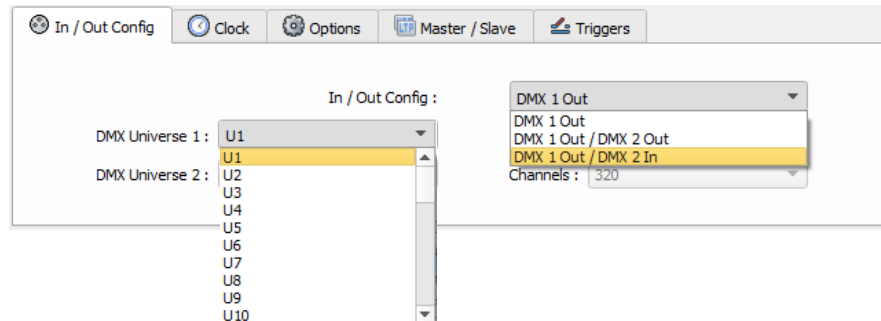 In / Out Config Clock Options LTP Master / Slave Triggers
In / Out Config : DMX 1 Out
DMX Universe 1 : U1
DMX 1 Out
DMX 1 Out / DMX 2 Out
DMX 1 Out / DMX 2 In
DMX Universe 2 :
Channels : 320
U1
U2
U3
U4
U5
U6
U7
U8
U9
U10